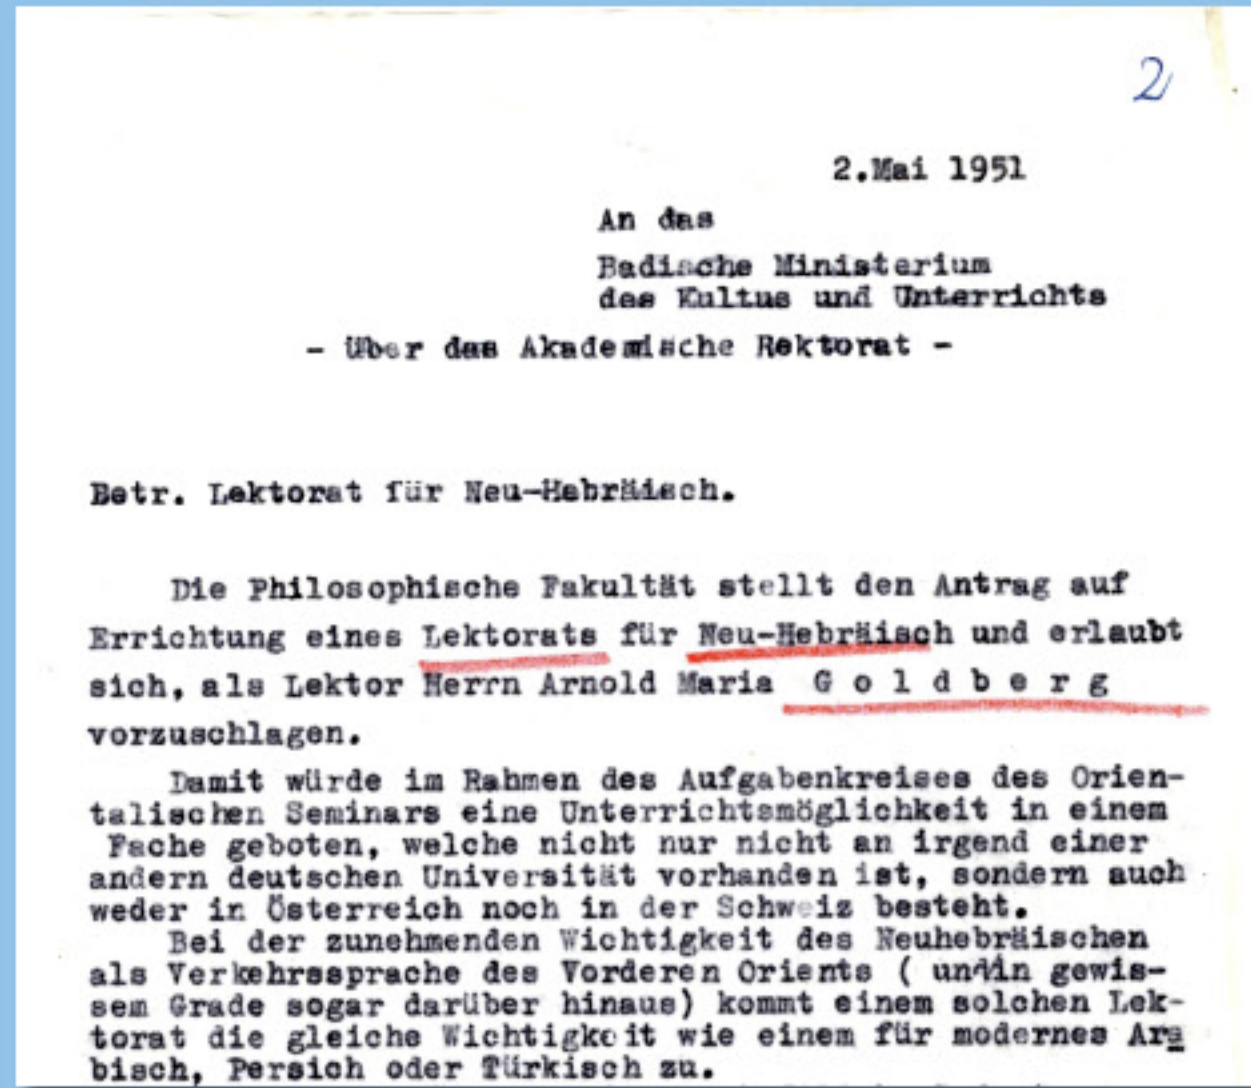 2
2.Mai 1951
An das
Badische Ministerium
des Kultus und Unterrichts
- Über das Akademische Rektorat -
Betr. Lektorat für Neu-Hebräisch.
Die Philosophische Fakultät stellt den Antrag auf
Errichtung eines Lektorats für Neu-Hebräisch und erlaubt
sich, als Lektor Herrn Arnold Maria G o l d b e r g
vorzuschlagen.
Damit würde im Rahmen des Aufgabenkreises des Orien-
talischen Seminars eine Unterrichtsmöglichkeit in einem
Fache geboten, welche nicht nur nicht an irgend einer
andern deutschen Universität vorhanden ist, sondern auch
weder in Österreich noch in der Schweiz besteht.
Bei der zunehmenden Wichtigkeit des Neuhebräischen
als Verkehrssprache des Vorderen Orients ( und/in gewis-
sem Grade sogar darüber hinaus) kommt einem solchen Lek-
torat die gleiche Wichtigkeit wie einem für modernes Ara
bisch, Persich oder Türkisch zu.